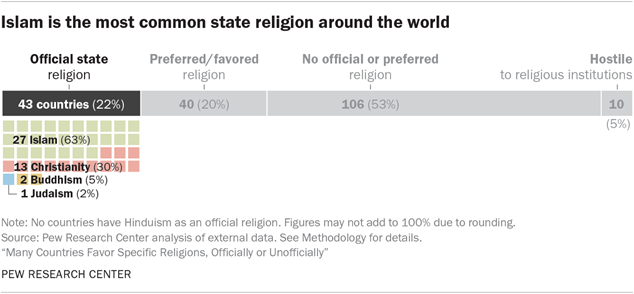 Islam is the most common state religion around the world
Official state religion
Preferred/favored religion
No official or preferred religion
Hostile to religious institutions
43 countries (22%)
40 (20%)
106 (53%)
10 (5%)
27 Islam (63%)
13 Christianity (30%)
2 Buddhism (5%)
1 Judaism (2%)
Note: No countries have Hinduism as an official religion. Figures may not add to 100% due to rounding.
Source: Pew Research Center analysis of external data. See Methodology for details.
“Many Countries Favor Specific Religions, Officially or Unofficially”
PEW RESEARCH CENTER